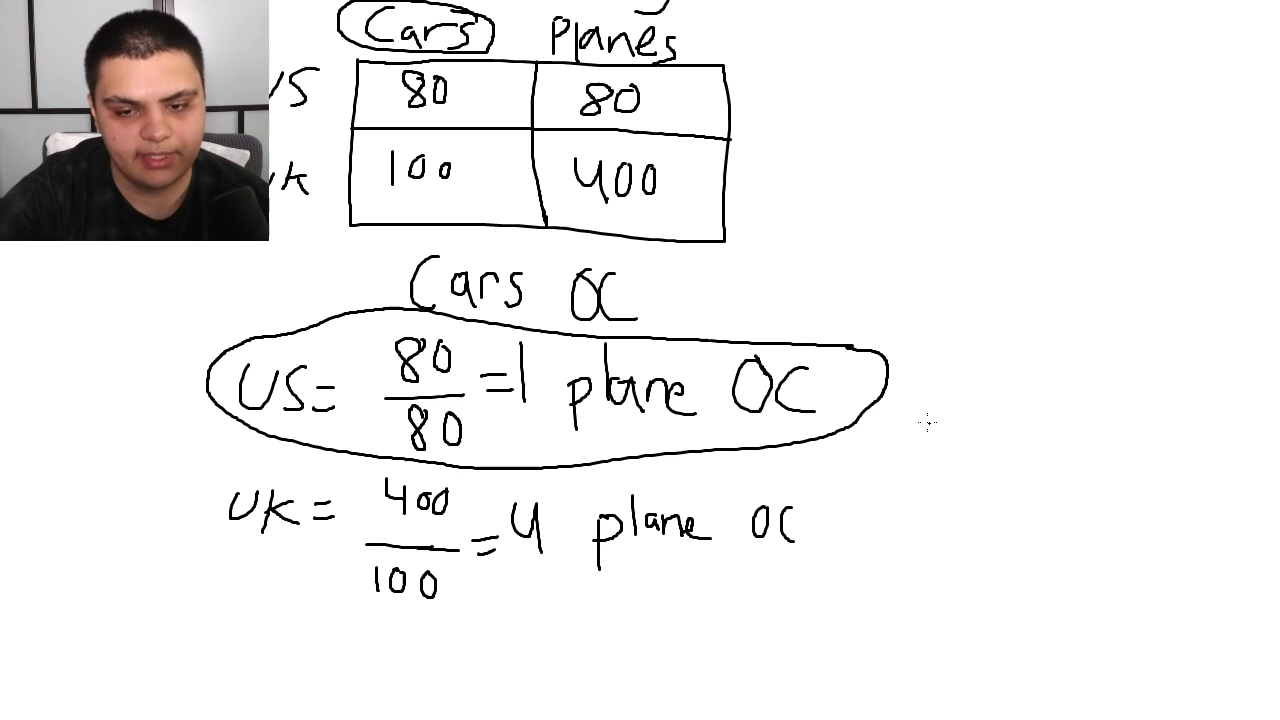 Cars Planes
US 80 80
UK 100 400
Cars OC
US = 80/80 = 1 plane OC
UK = 400/100 = 4 plane OC